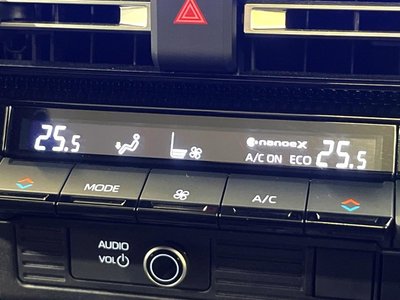 25.5 nanoeX
A/C ON ECO 25.5
MODE A/C
AUDIO
VOL